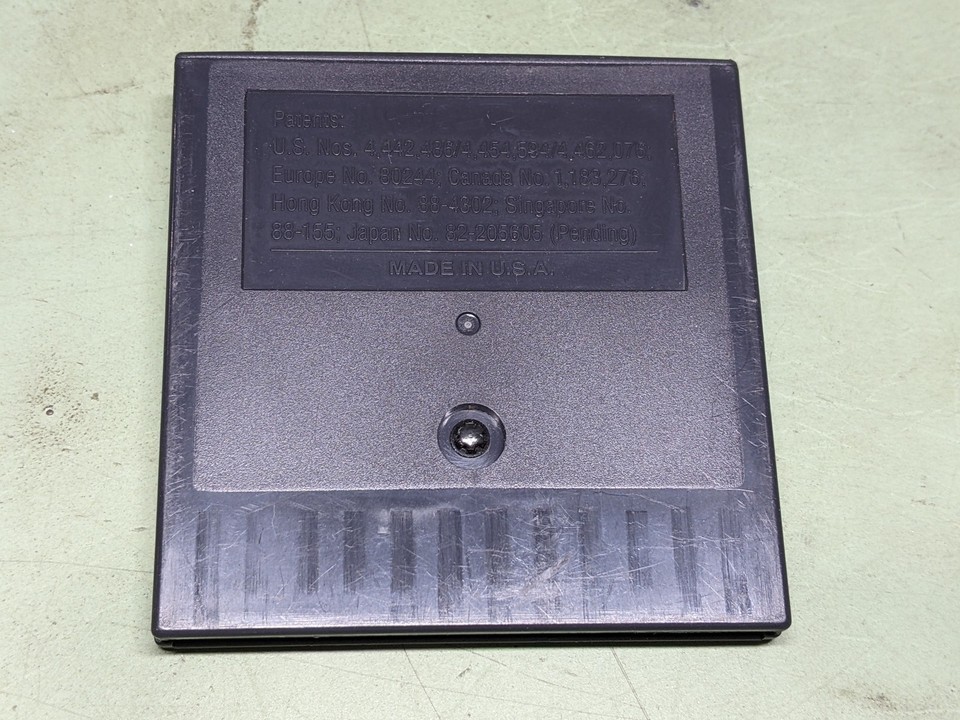 Patents:
U.S. Nos. 4,442,486/4,454,594/4,462,076;
Europe No. 80244; Canada No. 1,183,276;
Hong Kong No. 88-4302; Singapore No.
88-155; Japan No. 82-205605 (Pending)
MADE IN U.S.A.